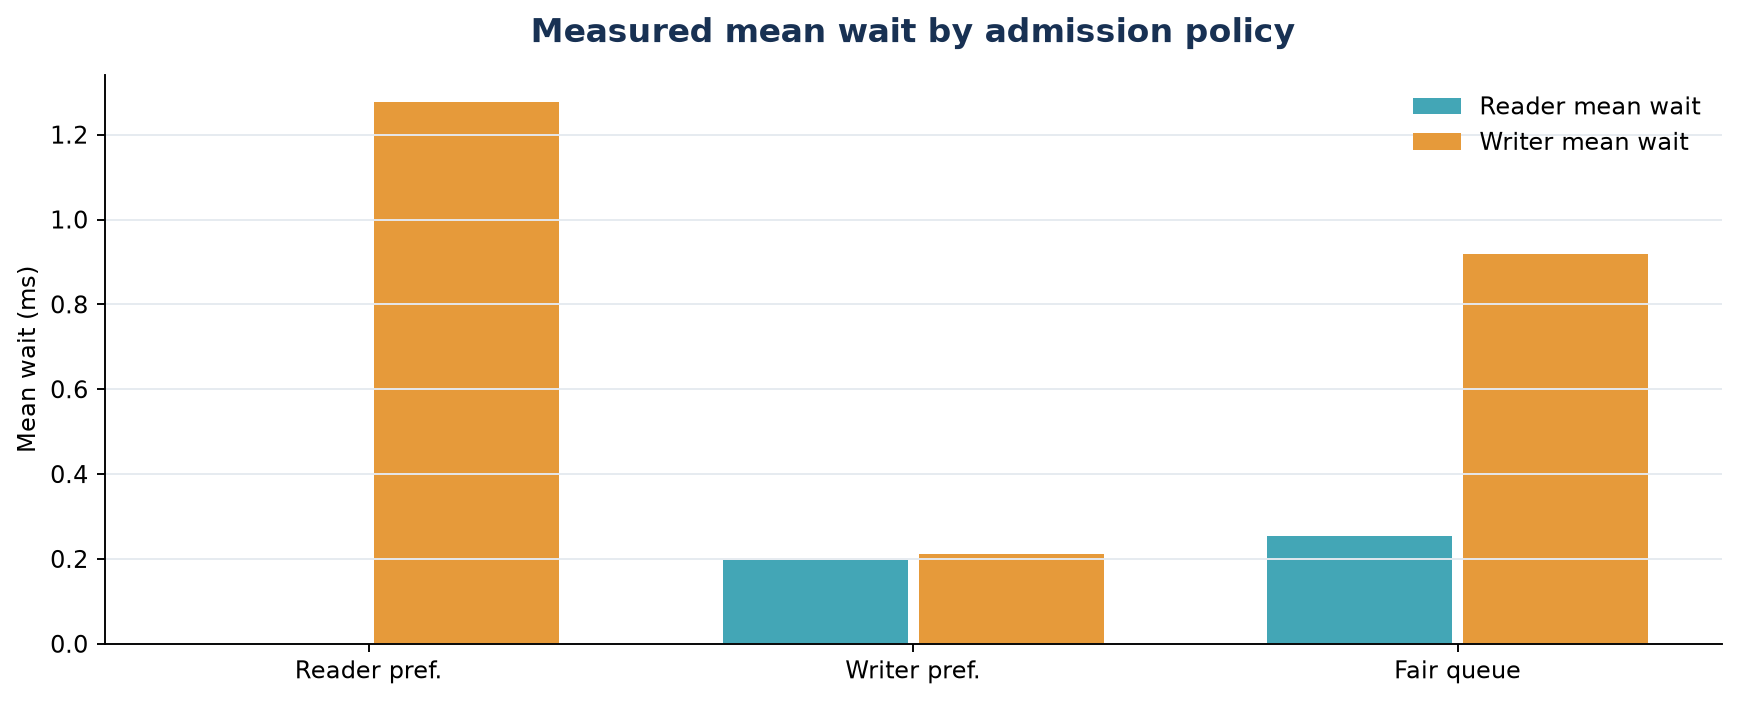 Measured mean wait by admission policy
Reader mean wait
Writer mean wait
Mean wait (ms)
1.2
1.0
0.8
0.6
0.4
0.2
0.0
Reader pref.
Writer pref.
Fair queue